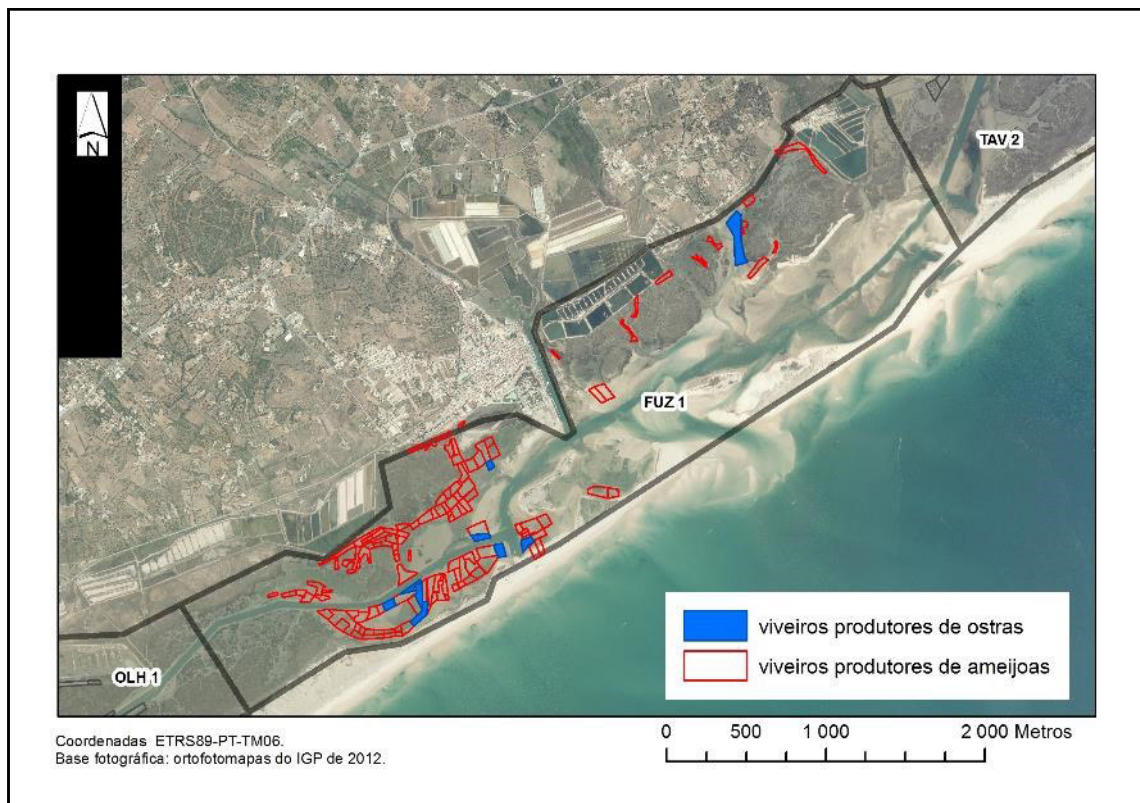 N
TAV 2
FUZ 1
OLH 1
viveiros produtores de ostras
viveiros produtores de ameijoas
0 500 1 000 2 000 Metros
Coordenadas ETRS89-PT-TM06.
Base fotográfica: ortofotomapas do IGP de 2012.